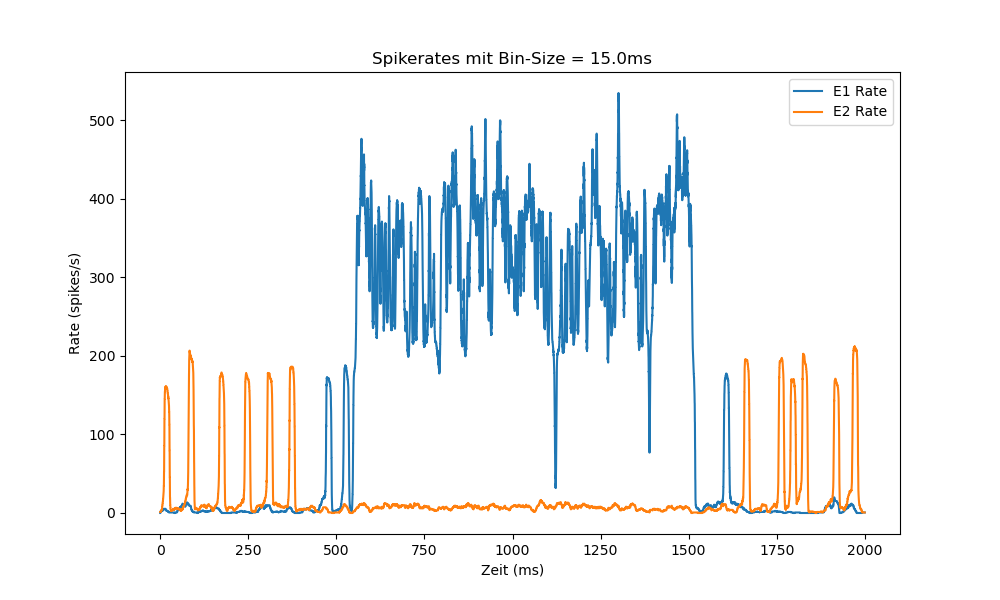 Spikerates mit Bin-Size = 15.0ms
E1 Rate
E2 Rate
Rate (spikes/s)
500
400
300
200
100
0
0 250 500 750 1000 1250 1500 1750 2000
Zeit (ms)